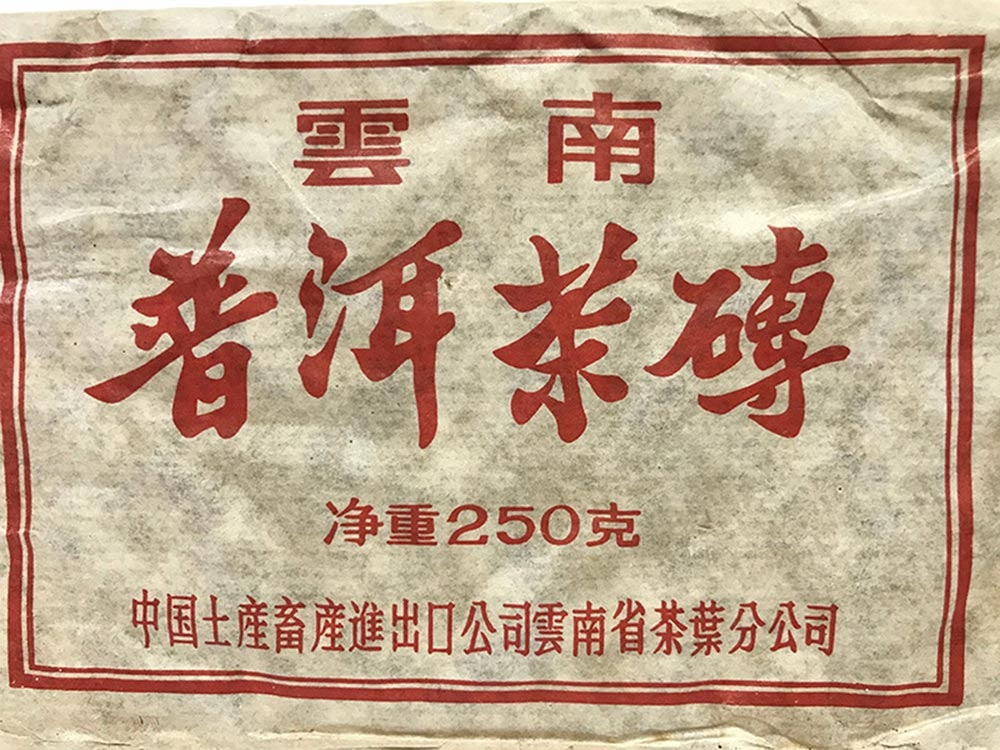 雲南
普洱茶磚
净重250克
中国土産畜産進出口公司雲南省茶葉分公司